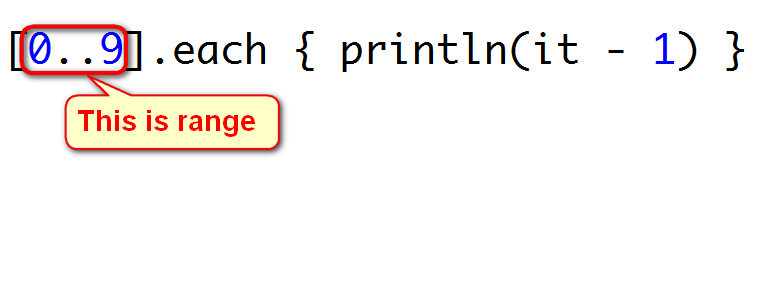 [0..9].each { println(it - 1) }
This is range